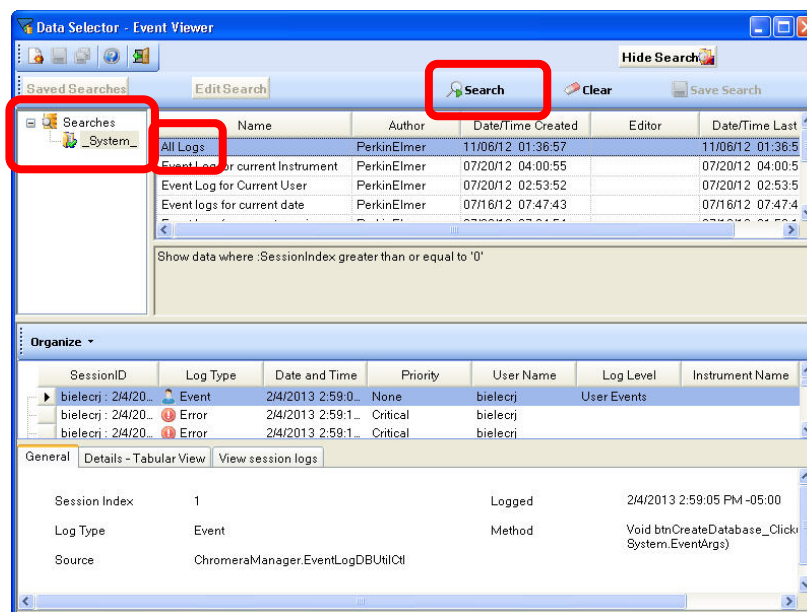 Data Selector - Event Viewer
Hide Search
Saved Searches Edit Search Search Clear Save Search
Searches
_System_
Name Author Date/Time Created Editor Date/Time Last
All Logs PerkinElmer 11/06/12 01:36:57 11/06/12 01:36:5
Event Log for current Instrument PerkinElmer 07/20/12 04:00:55 07/20/12 04:00:5
Event Log for Current User PerkinElmer 07/20/12 02:53:52 07/20/12 02:53:5
Event logs for current date PerkinElmer 07/16/12 07:47:43 07/16/12 07:47:4
Show data where :SessionIndex greater than or equal to '0'
Organize
SessionID Log Type Date and Time Priority User Name Log Level Instrument Name
bielecrj : 2/4/20... Event 2/4/2013 2:59:0... None bielecrj User Events
bielecrj : 2/4/20... Error 2/4/2013 2:59:1... Critical bielecrj
bielecrj : 2/4/20... Error 2/4/2013 2:59:1... Critical bielecrj
General Details - Tabular View View session logs
Session Index 1 Logged 2/4/2013 2:59:05 PM -05:00
Log Type Event Method Void btnCreateDatabase_Click(
System.EventArgs)
Source ChromeraManager.EventLogDBUtilCtl